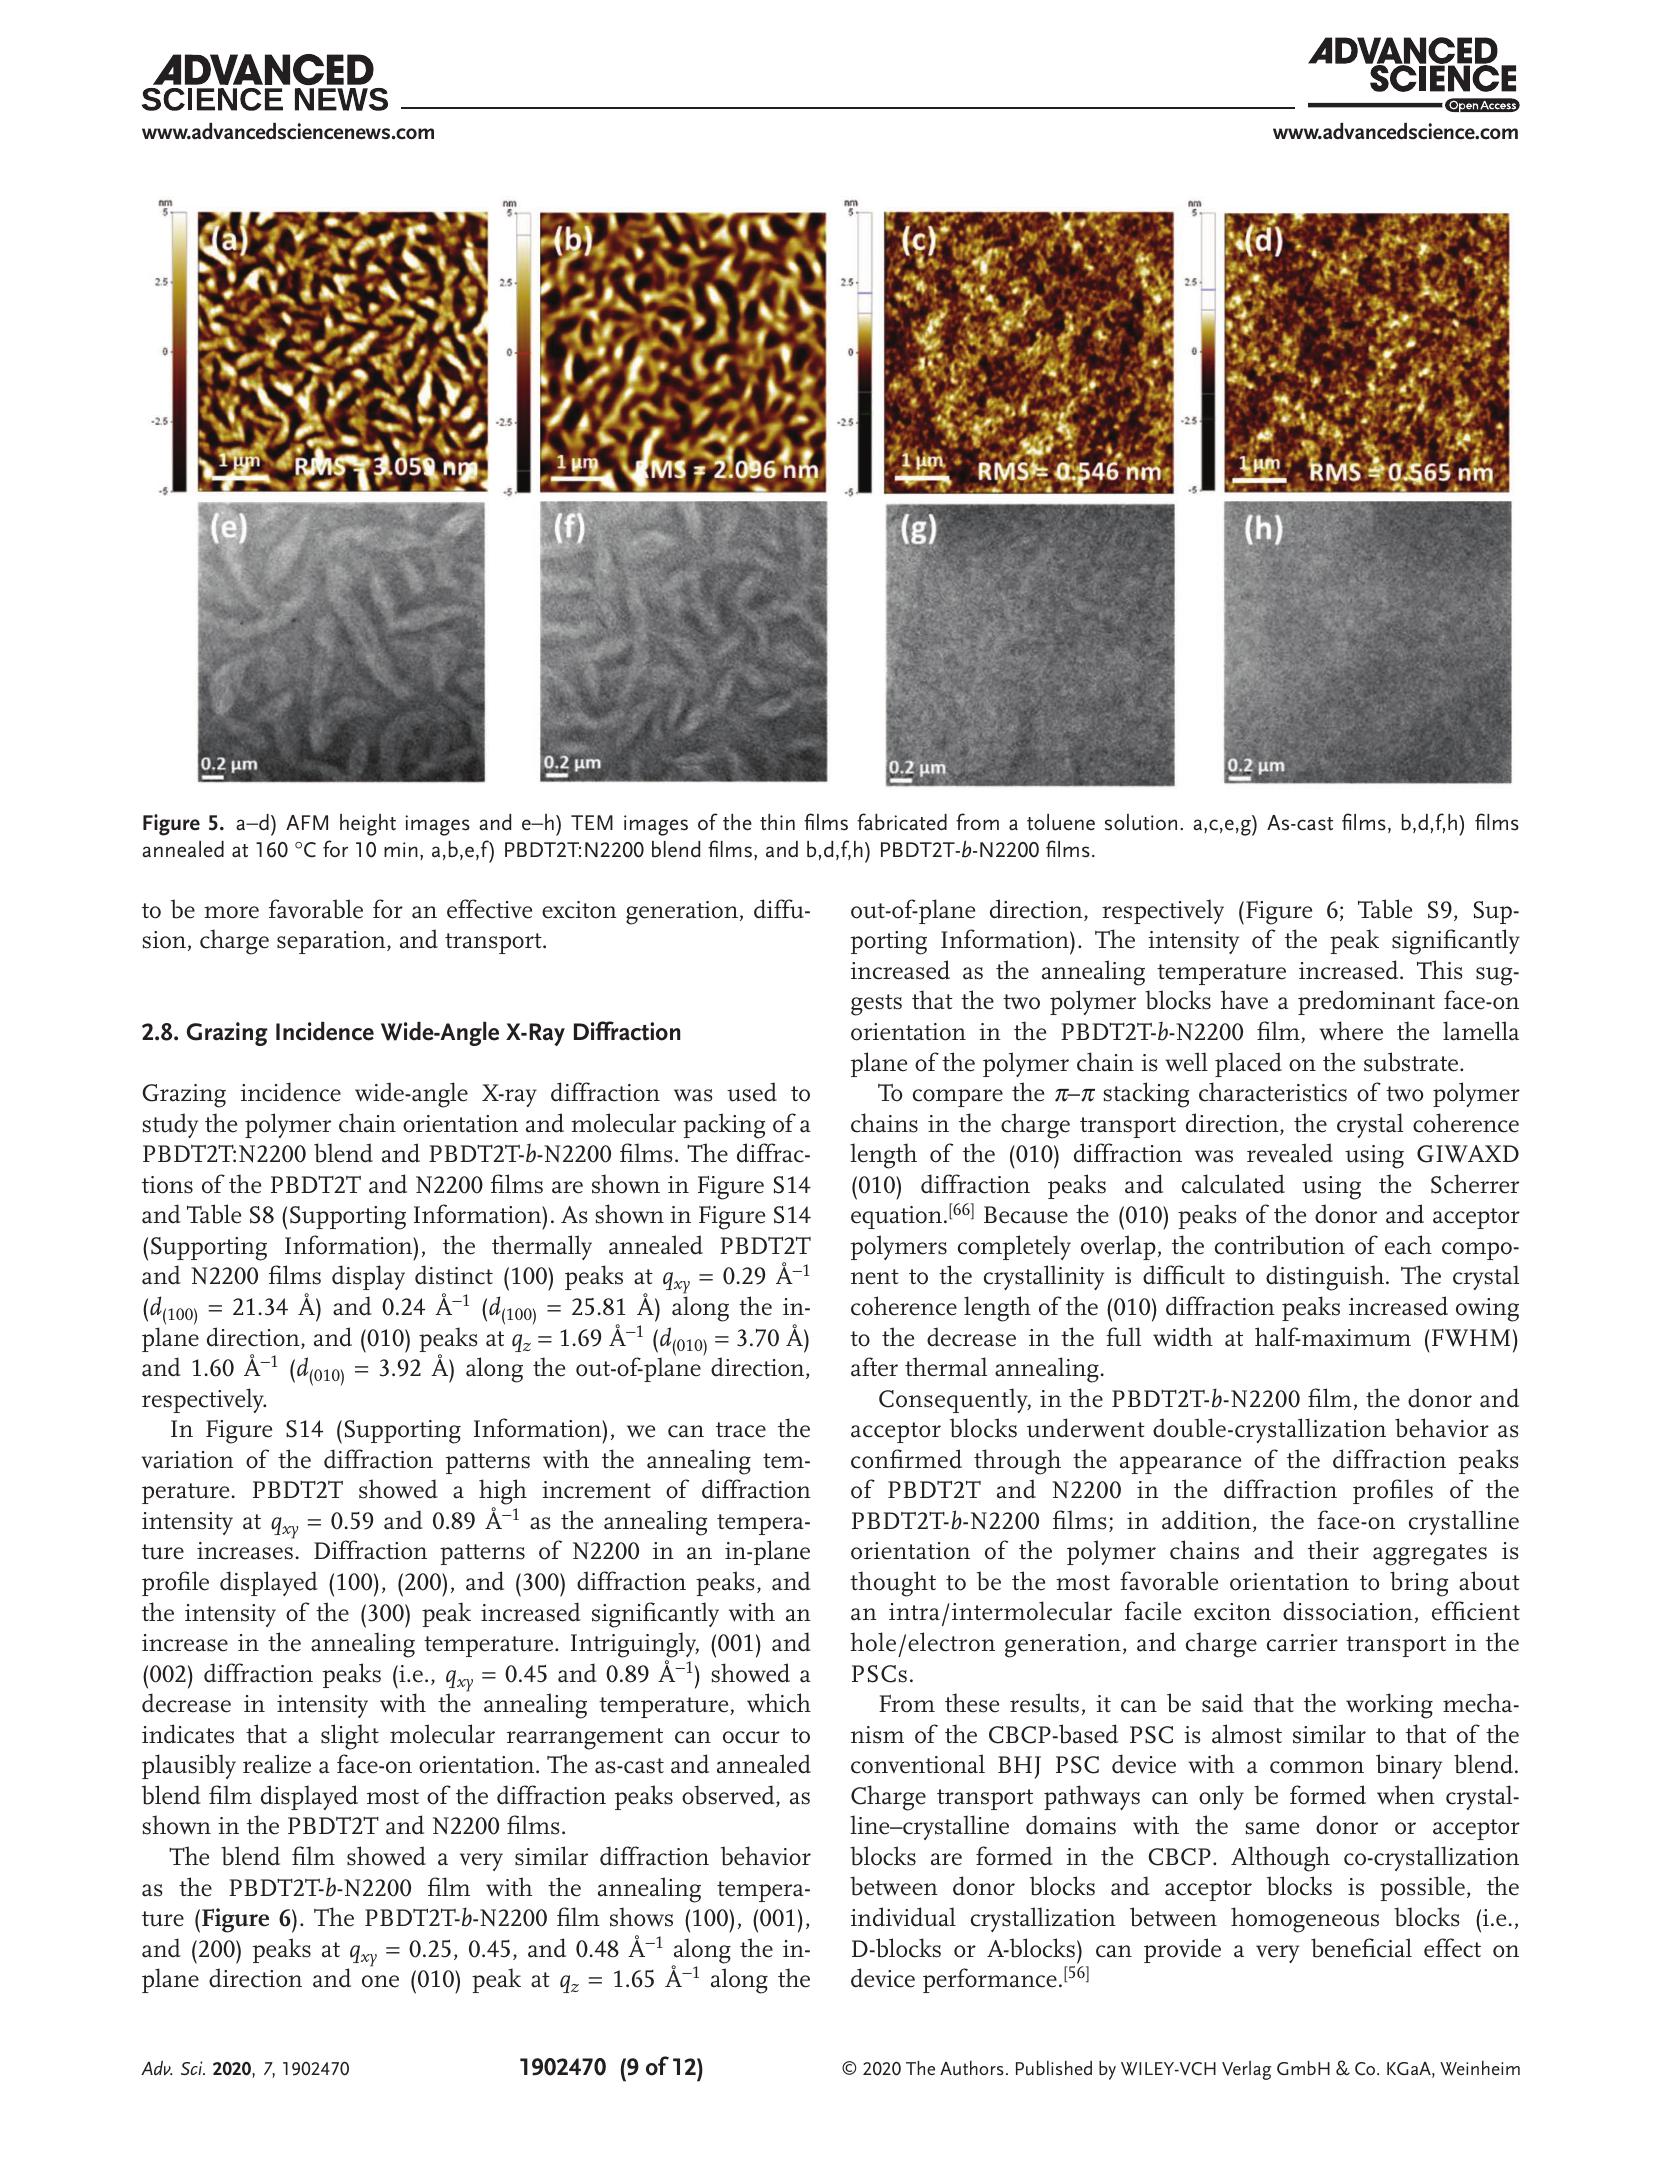 ADVANCED
SCIENCE NEWS
www.advancedsciencenews.com
ADVANCED
SCIENCE
Open Access
www.advancedscience.com
nm
5
2.5
0
-2.5
-5
(a)
1 µm
RMS = 3.059 nm
nm
5
2.5
0
-2.5
-5
(b)
1 µm
RMS = 2.096 nm
nm
5
2.5
0
-2.5
-5
(c)
1 µm
RMS = 0.546 nm
nm
5
2.5
0
-2.5
-5
(d)
1 µm
RMS = 0.565 nm
(e)
0.2 µm
(f)
0.2 µm
(g)
0.2 µm
(h)
0.2 µm
Figure 5. a–d) AFM height images and e–h) TEM images of the thin films fabricated from a toluene solution. a,c,e,g) As-cast films, b,d,f,h) films
annealed at 160 °C for 10 min, a,b,e,f) PBDT2T:N2200 blend films, and b,d,f,h) PBDT2T-b-N2200 films.
to be more favorable for an effective exciton generation, diffu-
sion, charge separation, and transport.
2.8. Grazing Incidence Wide-Angle X-Ray Diffraction
Grazing incidence wide-angle X-ray diffraction was used to
study the polymer chain orientation and molecular packing of a
PBDT2T:N2200 blend and PBDT2T-b-N2200 films. The diffrac-
tions of the PBDT2T and N2200 films are shown in Figure S14
and Table S8 (Supporting Information). As shown in Figure S14
(Supporting Information), the thermally annealed PBDT2T
and N2200 films display distinct (100) peaks at qxy = 0.29 Å−1
(d(100) = 21.34 Å) and 0.24 Å−1 (d(100) = 25.81 Å) along the in-
plane direction, and (010) peaks at qz = 1.69 Å−1 (d(010) = 3.70 Å)
and 1.60 Å−1 (d(010) = 3.92 Å) along the out-of-plane direction,
respectively.
In Figure S14 (Supporting Information), we can trace the
variation of the diffraction patterns with the annealing tem-
perature. PBDT2T showed a high increment of diffraction
intensity at qxy = 0.59 and 0.89 Å−1 as the annealing tempera-
ture increases. Diffraction patterns of N2200 in an in-plane
profile displayed (100), (200), and (300) diffraction peaks, and
the intensity of the (300) peak increased significantly with an
increase in the annealing temperature. Intriguingly, (001) and
(002) diffraction peaks (i.e., qxy = 0.45 and 0.89 Å−1) showed a
decrease in intensity with the annealing temperature, which
indicates that a slight molecular rearrangement can occur to
plausibly realize a face-on orientation. The as-cast and annealed
blend film displayed most of the diffraction peaks observed, as
shown in the PBDT2T and N2200 films.
The blend film showed a very similar diffraction behavior
as the PBDT2T-b-N2200 film with the annealing tempera-
ture (Figure 6). The PBDT2T-b-N2200 film shows (100), (001),
and (200) peaks at qxy = 0.25, 0.45, and 0.48 Å−1 along the in-
plane direction and one (010) peak at qz = 1.65 Å−1 along the
out-of-plane direction, respectively (Figure 6; Table S9, Sup-
porting Information). The intensity of the peak significantly
increased as the annealing temperature increased. This sug-
gests that the two polymer blocks have a predominant face-on
orientation in the PBDT2T-b-N2200 film, where the lamella
plane of the polymer chain is well placed on the substrate.
To compare the π–π stacking characteristics of two polymer
chains in the charge transport direction, the crystal coherence
length of the (010) diffraction was revealed using GIWAXD
(010) diffraction peaks and calculated using the Scherrer
equation.[66] Because the (010) peaks of the donor and acceptor
polymers completely overlap, the contribution of each compo-
nent to the crystallinity is difficult to distinguish. The crystal
coherence length of the (010) diffraction peaks increased owing
to the decrease in the full width at half-maximum (FWHM)
after thermal annealing.
Consequently, in the PBDT2T-b-N2200 film, the donor and
acceptor blocks underwent double-crystallization behavior as
confirmed through the appearance of the diffraction peaks
of PBDT2T and N2200 in the diffraction profiles of the
PBDT2T-b-N2200 films; in addition, the face-on crystalline
orientation of the polymer chains and their aggregates is
thought to be the most favorable orientation to bring about
an intra/intermolecular facile exciton dissociation, efficient
hole/electron generation, and charge carrier transport in the
PSCs.
From these results, it can be said that the working mecha-
nism of the CBCP-based PSC is almost similar to that of the
conventional BHJ PSC device with a common binary blend.
Charge transport pathways can only be formed when crystal-
line–crystalline domains with the same donor or acceptor
blocks are formed in the CBCP. Although co-crystallization
between donor blocks and acceptor blocks is possible, the
individual crystallization between homogeneous blocks (i.e.,
D-blocks or A-blocks) can provide a very beneficial effect on
device performance.[56]
Adv. Sci. 2020, 7, 1902470
1902470 (9 of 12)
© 2020 The Authors. Published by WILEY-VCH Verlag GmbH & Co. KGaA, Weinheim